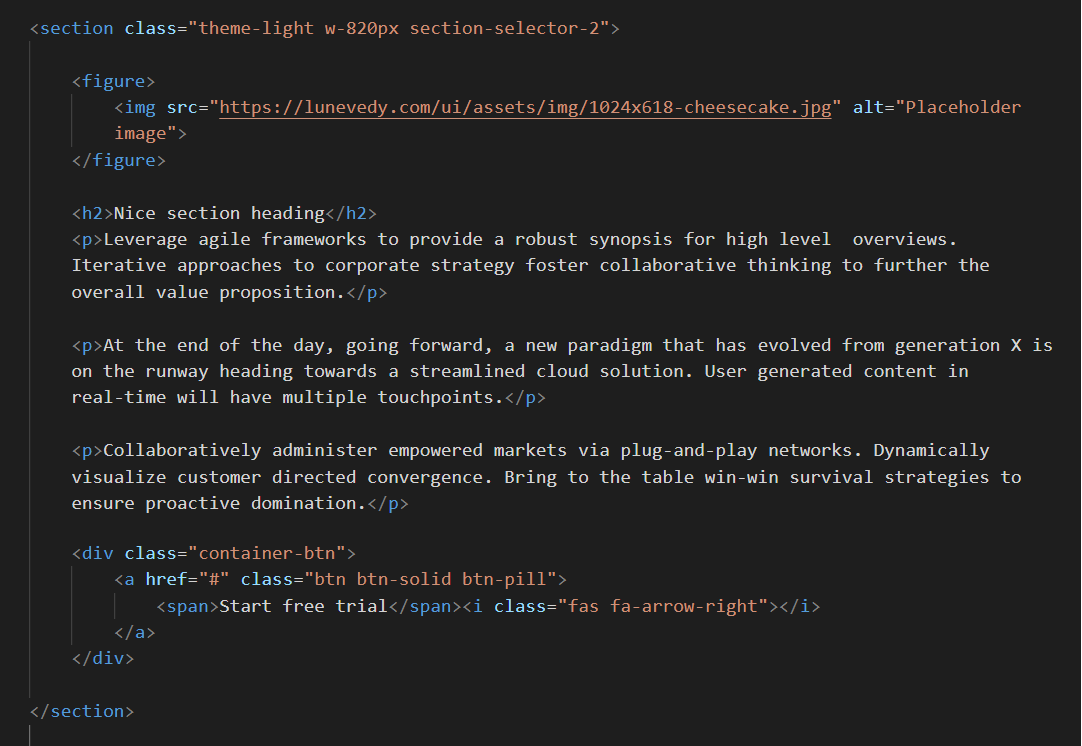 <section class="theme-light w-820px section-selector-2">
<figure>
<img src="https://lunevedy.com/ui/assets/img/1024x618-cheesecake.jpg" alt="Placeholder
image">
</figure>
<h2>Nice section heading</h2>
<p>Leverage agile frameworks to provide a robust synopsis for high level  overviews.
Iterative approaches to corporate strategy foster collaborative thinking to further the
overall value proposition.</p>
<p>At the end of the day, going forward, a new paradigm that has evolved from generation X is
on the runway heading towards a streamlined cloud solution. User generated content in
real-time will have multiple touchpoints.</p>
<p>Collaboratively administer empowered markets via plug-and-play networks. Dynamically
visualize customer directed convergence. Bring to the table win-win survival strategies to
ensure proactive domination.</p>
<div class="container-btn">
<a href="#" class="btn btn-solid btn-pill">
<span>Start free trial</span><i class="fas fa-arrow-right"></i>
</a>
</div>
</section>